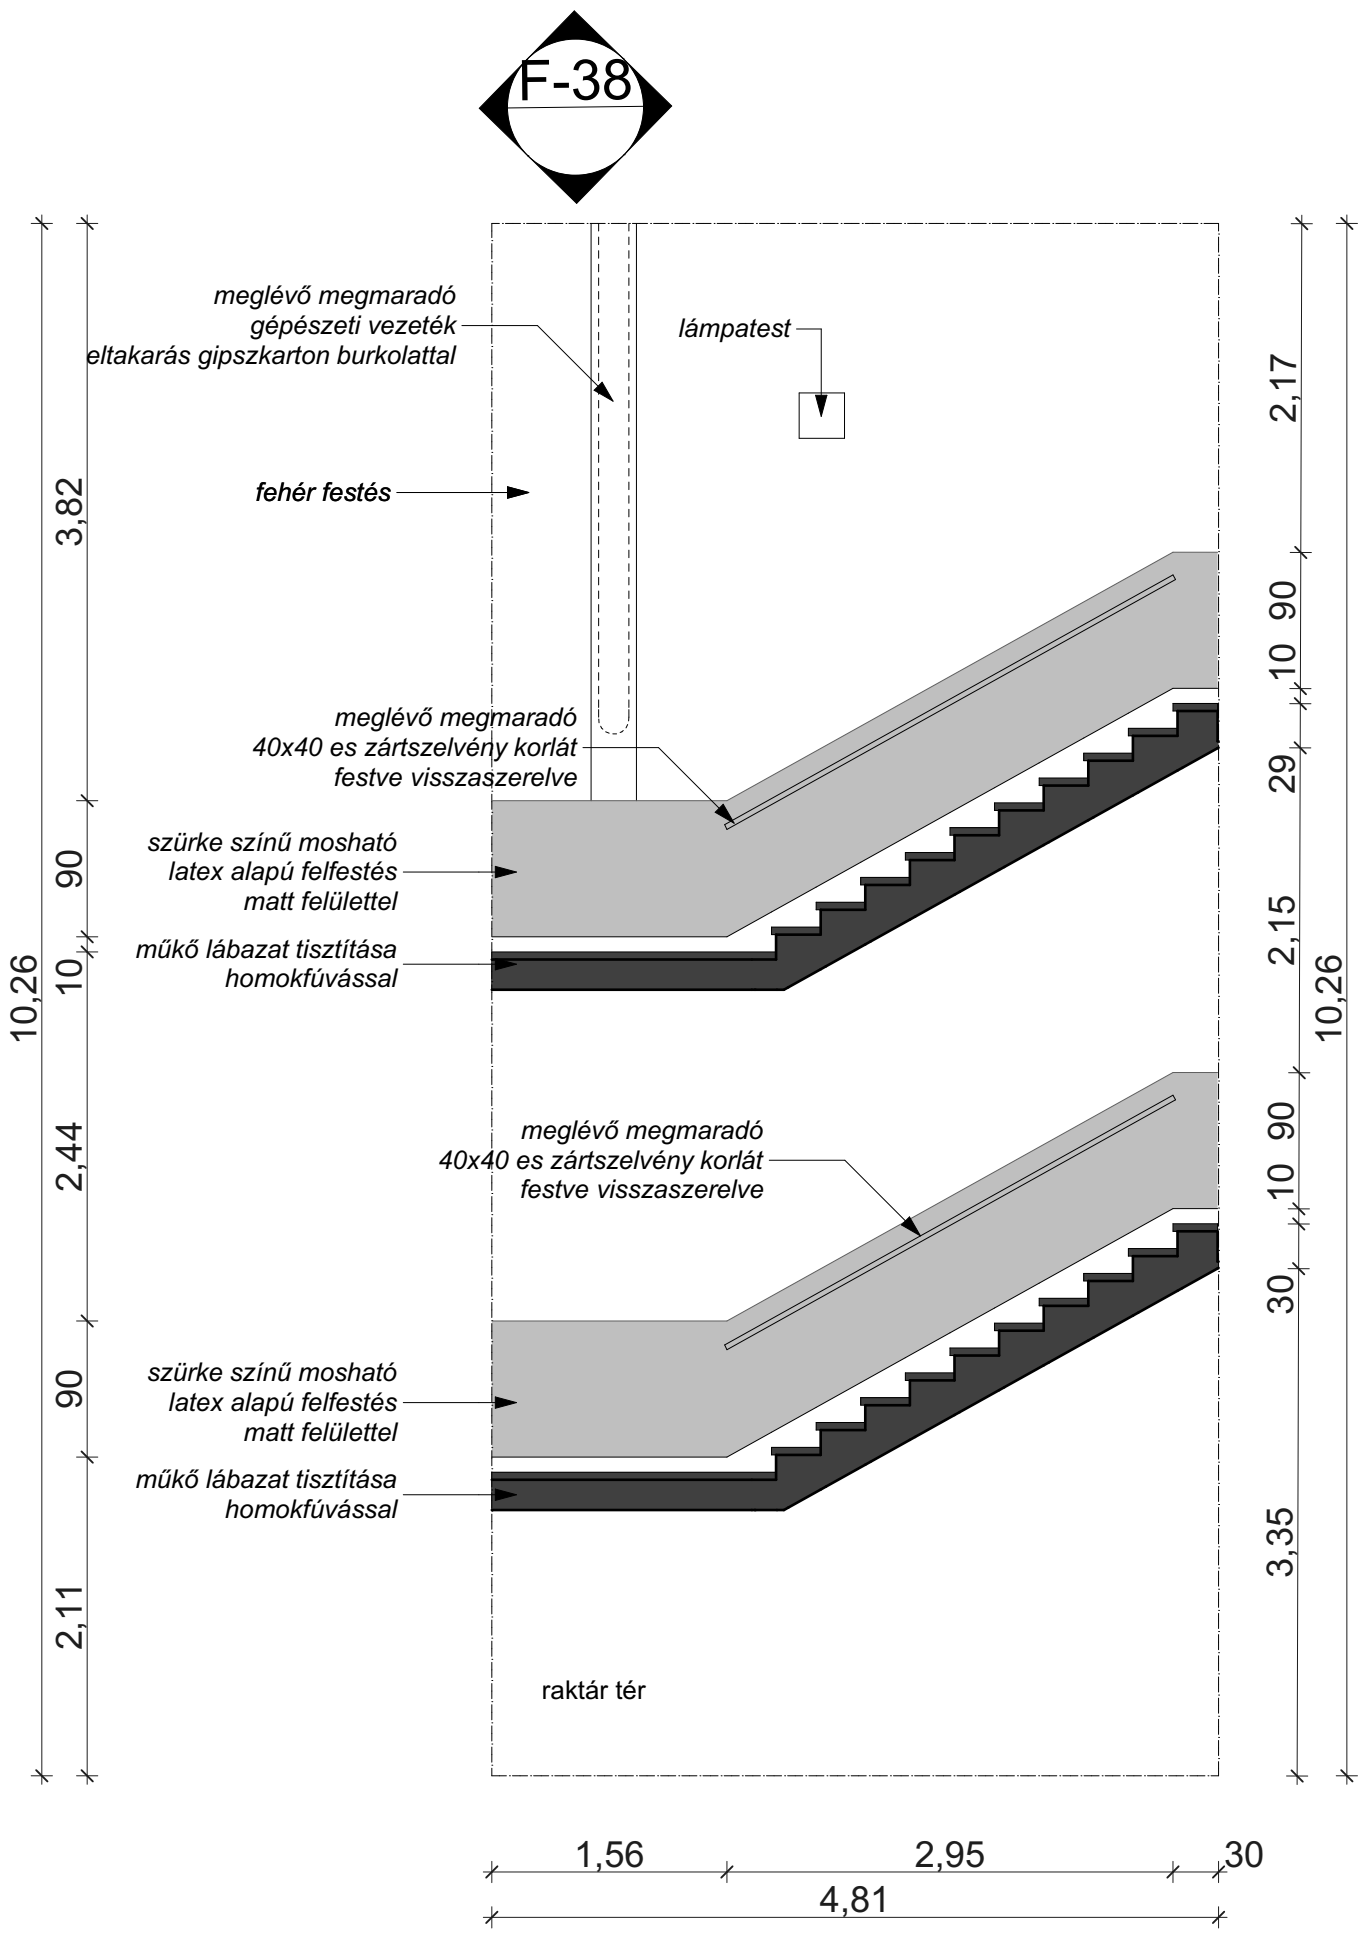 F-38
meglévő megmaradó
gépészeti vezeték
eltakarás gipszkarton burkolattal
lámpatest
fehér festés
meglévő megmaradó
40x40 es zártszelvény korlát
festve visszaszerelve
szürke színű mosható
latex alapú felfestés
matt felülettel
műkő lábazat tisztítása
homokfúvással
meglévő megmaradó
40x40 es zártszelvény korlát
festve visszaszerelve
szürke színű mosható
latex alapú felfestés
matt felülettel
műkő lábazat tisztítása
homokfúvással
raktár tér
10,26
3,82
90
10
2,44
90
2,11
2,17
90
10
29
2,15
90
10
30
3,35
10,26
1,56
2,95
30
4,81